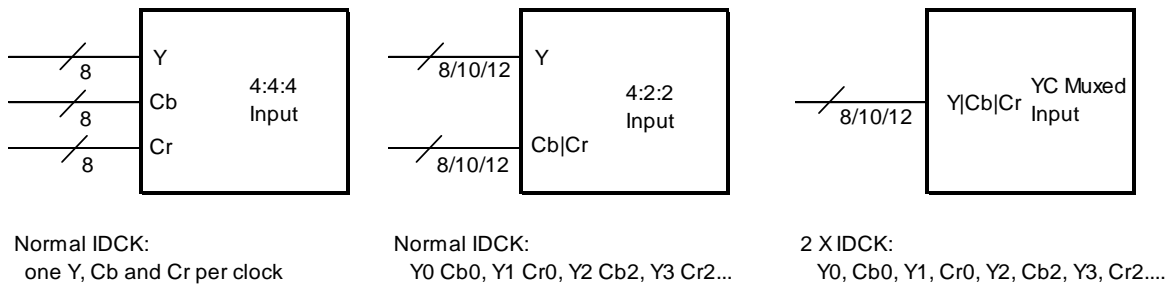 Y
8
Cb
8
Cr
8
4:4:4
Input
Normal IDCK:
one Y, Cb and Cr per clock
Y
8/10/12
Cb|Cr
8/10/12
4:2:2
Input
Normal IDCK:
Y0 Cb0, Y1 Cr0, Y2 Cb2, Y3 Cr2...
8/10/12
Y|Cb|Cr
YC Muxed
Input
2 X IDCK:
Y0, Cb0, Y1, Cr0, Y2, Cb2, Y3, Cr2....